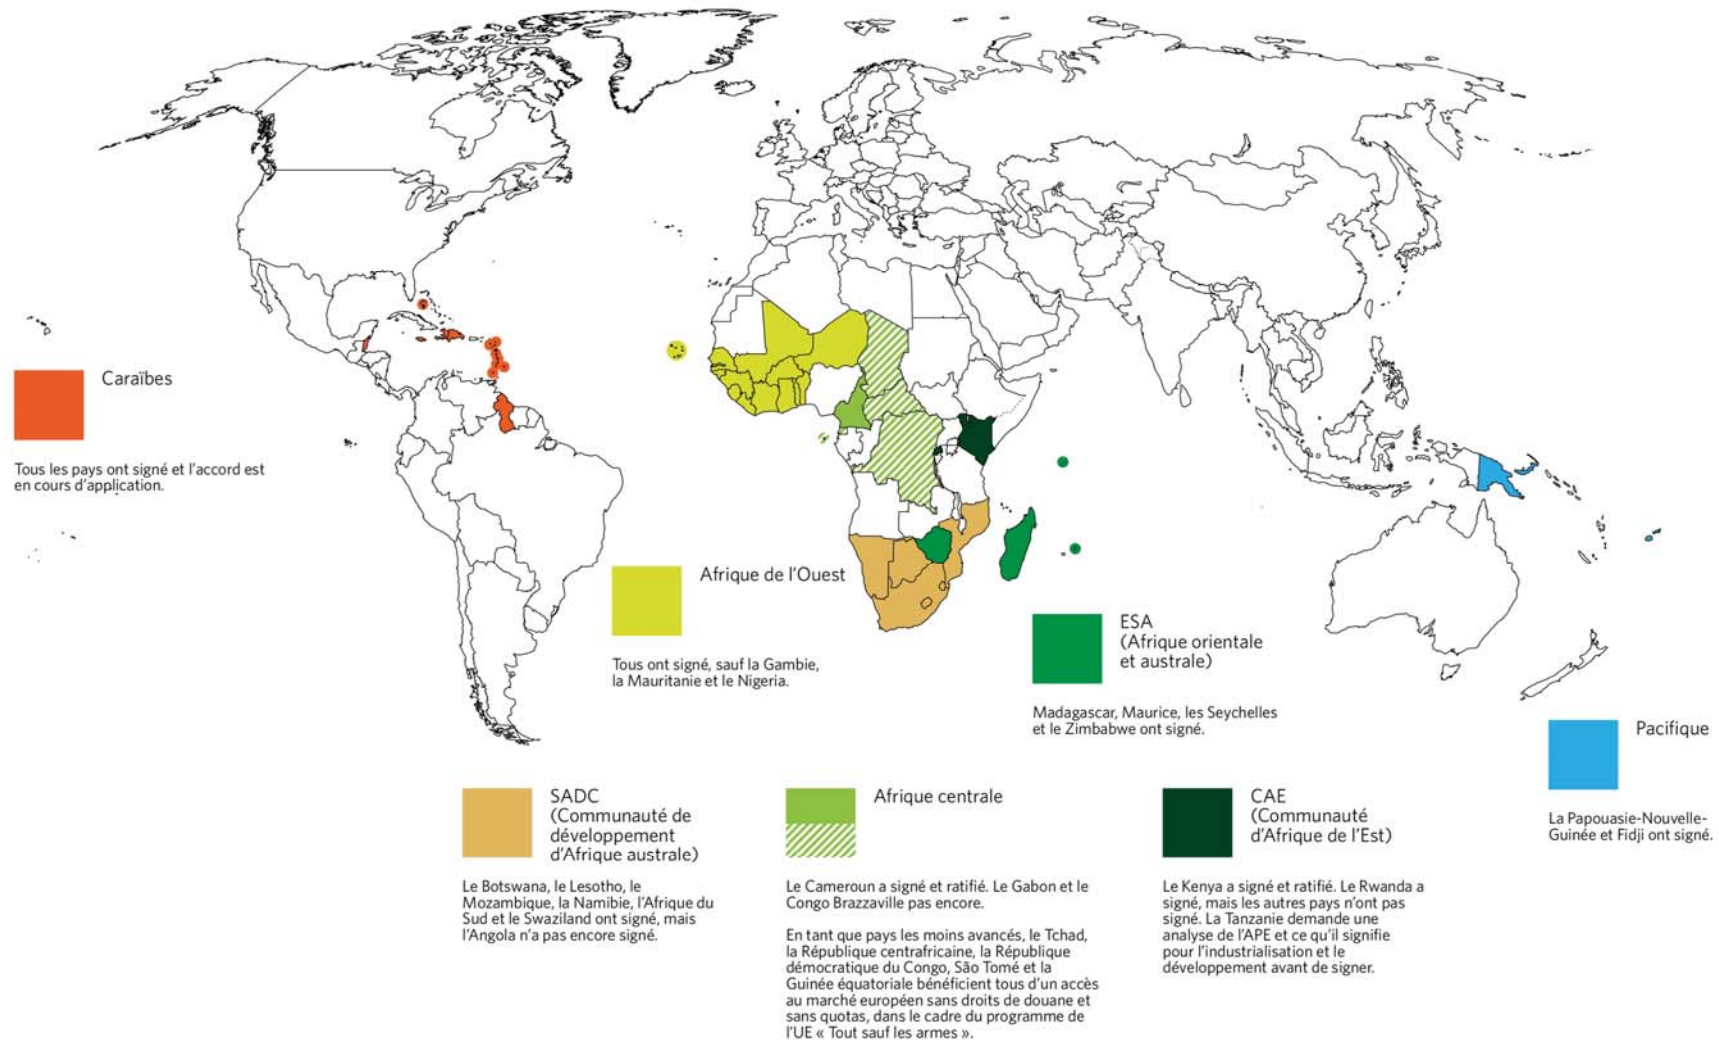 Caraïbes
Tous les pays ont signé et l'accord est
en cours d'application.
Afrique de l'Ouest
Tous ont signé, sauf la Gambie,
la Mauritanie et le Nigeria.
ESA
(Afrique orientale
et australe)
Madagascar, Maurice, les Seychelles
et le Zimbabwe ont signé.
Pacifique
La Papouasie-Nouvelle-
Guinée et Fidji ont signé.
SADC
(Communauté de
développement
d'Afrique australe)
Le Botswana, le Lesotho, le
Mozambique, la Namibie, l'Afrique du
Sud et le Swaziland ont signé, mais
l'Angola n'a pas encore signé.
Afrique centrale
Le Cameroun a signé et ratifié. Le Gabon et le
Congo Brazzaville pas encore.
En tant que pays les moins avancés, le Tchad,
la République centrafricaine, la République
démocratique du Congo, São Tomé et la
Guinée équatoriale bénéficient tous d'un accès
au marché européen sans droits de douane et
sans quotas, dans le cadre du programme de
l'UE « Tout sauf les armes ».
CAE
(Communauté
d'Afrique de l'Est)
Le Kenya a signé et ratifié. Le Rwanda a
signé, mais les autres pays n'ont pas
signé. La Tanzanie demande une
analyse de l'APE et ce qu'il signifie
pour l'industrialisation et le
développement avant de signer.